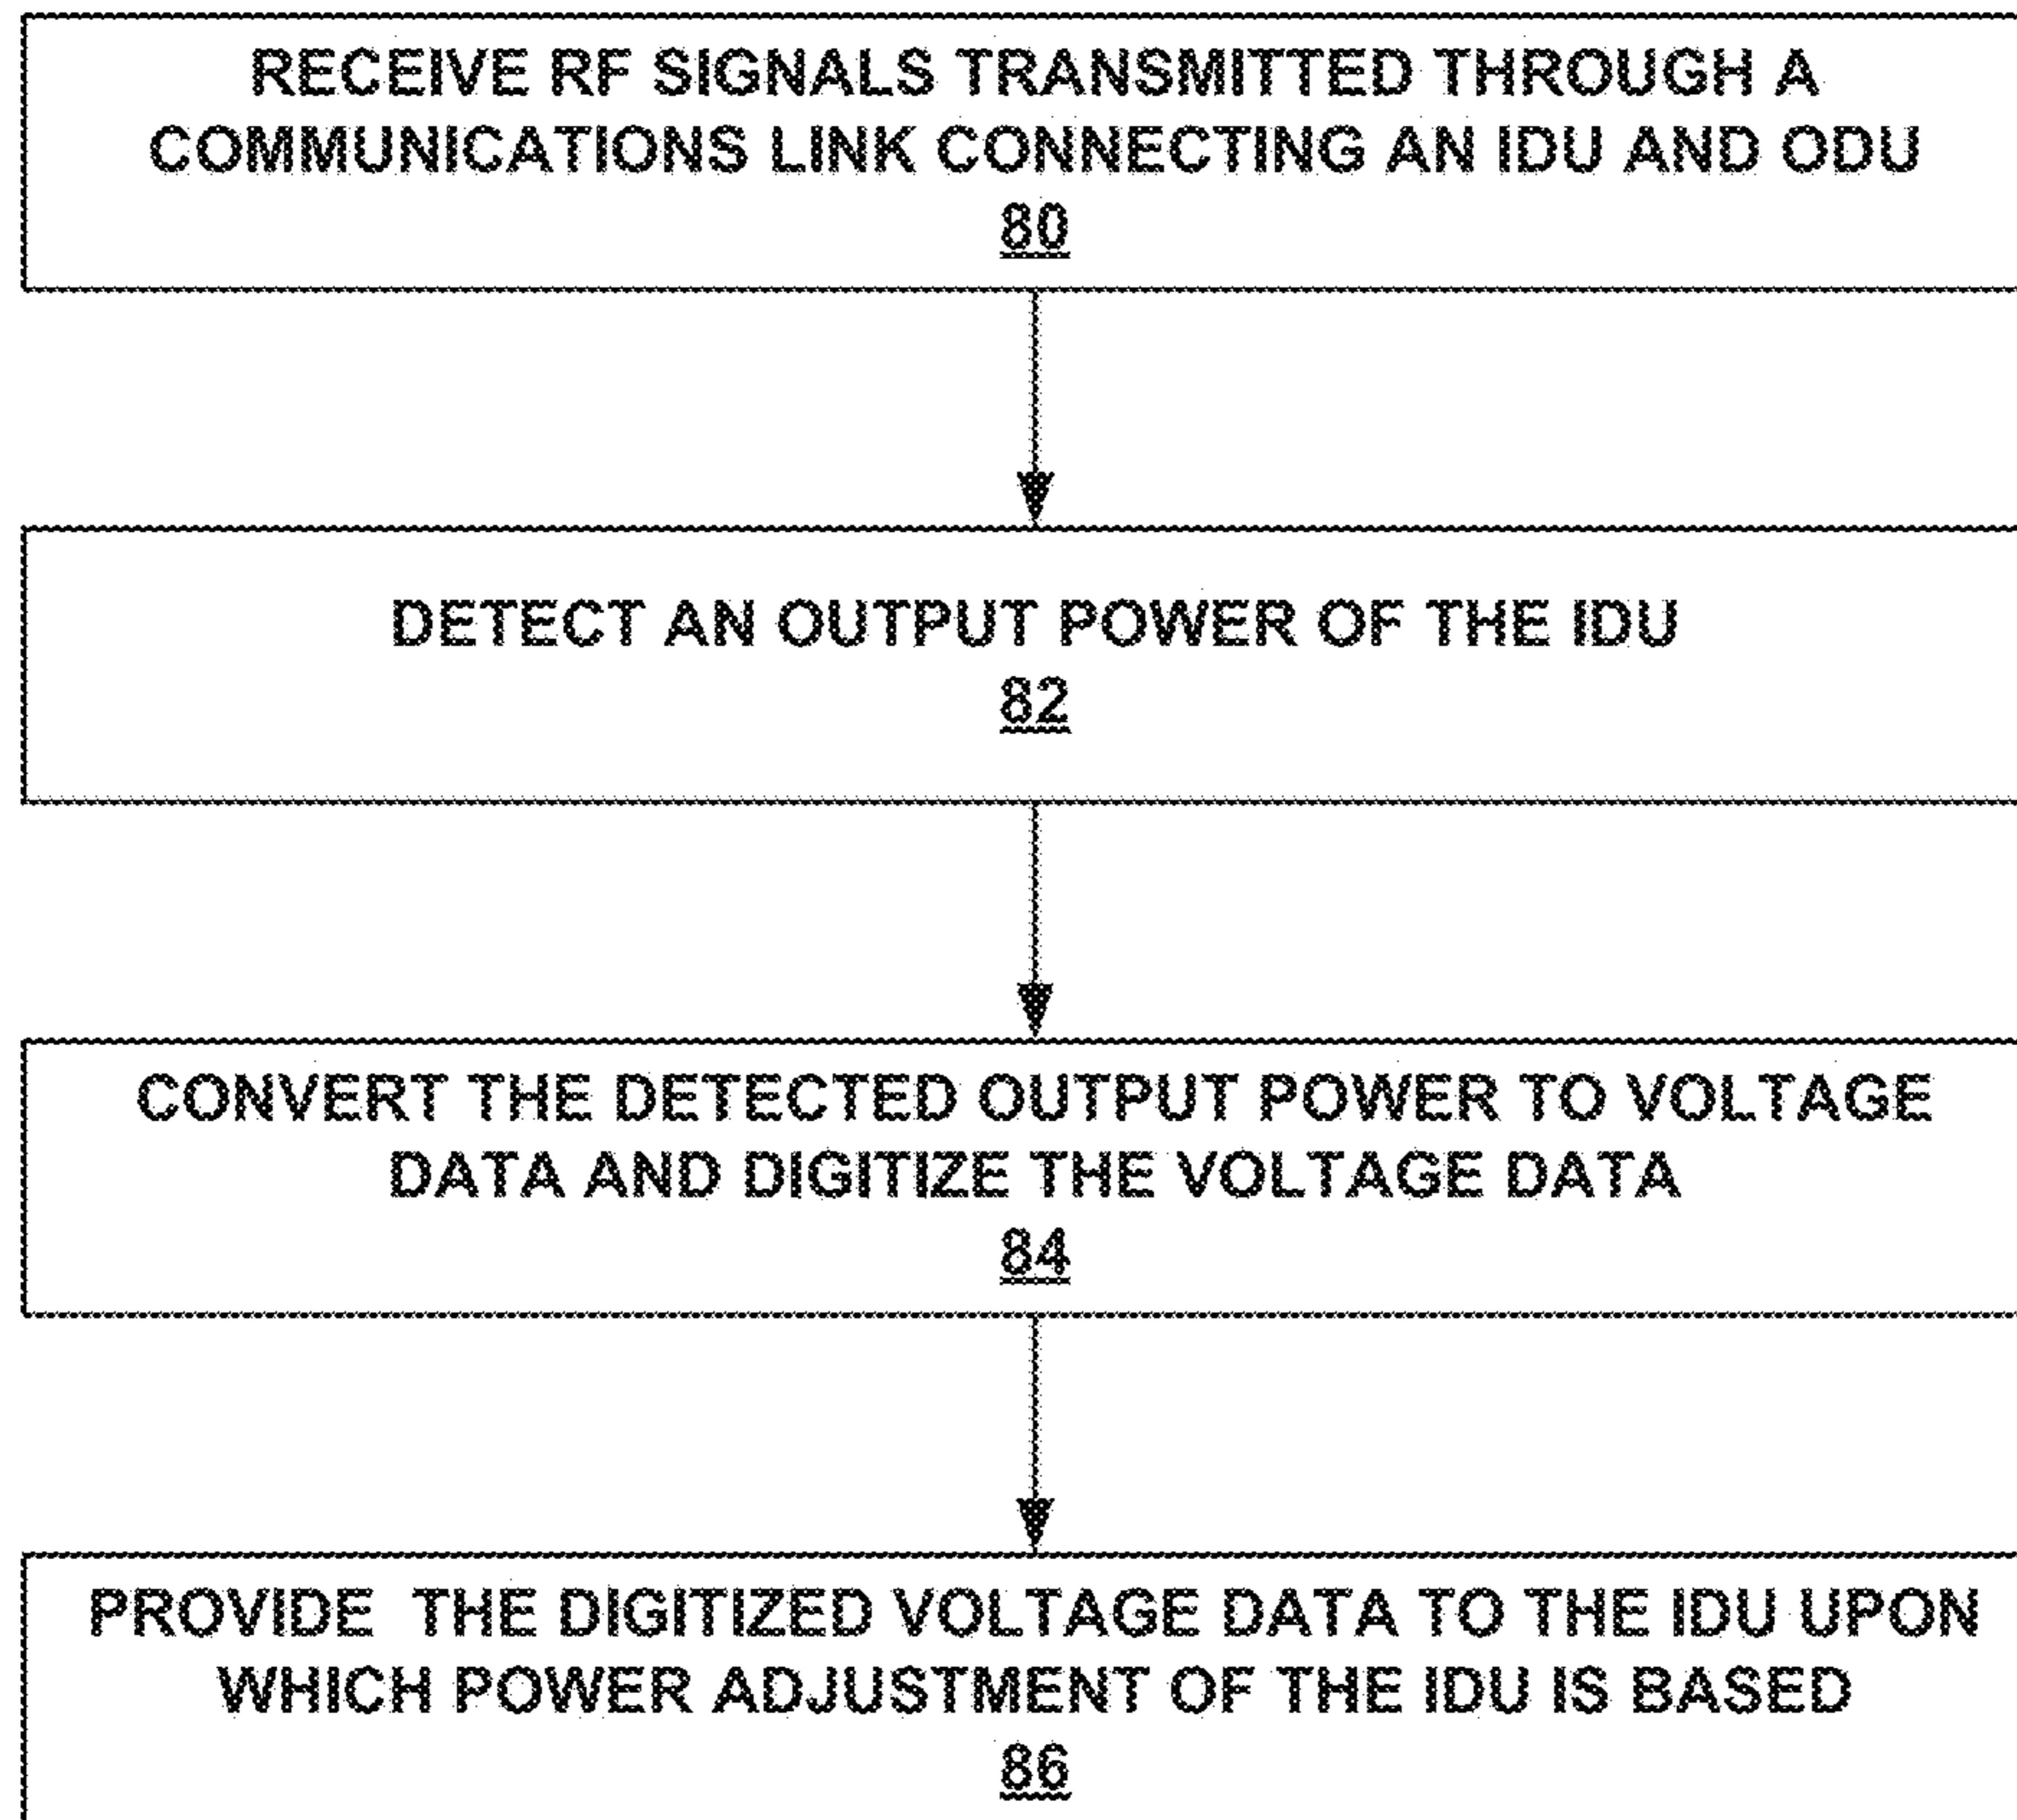 RECEIVE RF SIGNALS TRANSMITTED THROUGH A
COMMUNICATIONS LINK CONNECTING AN IDU AND ODU
80
DETECT AN OUTPUT POWER OF THE IDU
82
CONVERT THE DETECTED OUTPUT POWER TO VOLTAGE
DATA AND DIGITIZE THE VOLTAGE DATA
84
PROVIDE THE DIGITIZED VOLTAGE DATA TO THE IDU UPON
WHICH POWER ADJUSTMENT OF THE IDU IS BASED
86